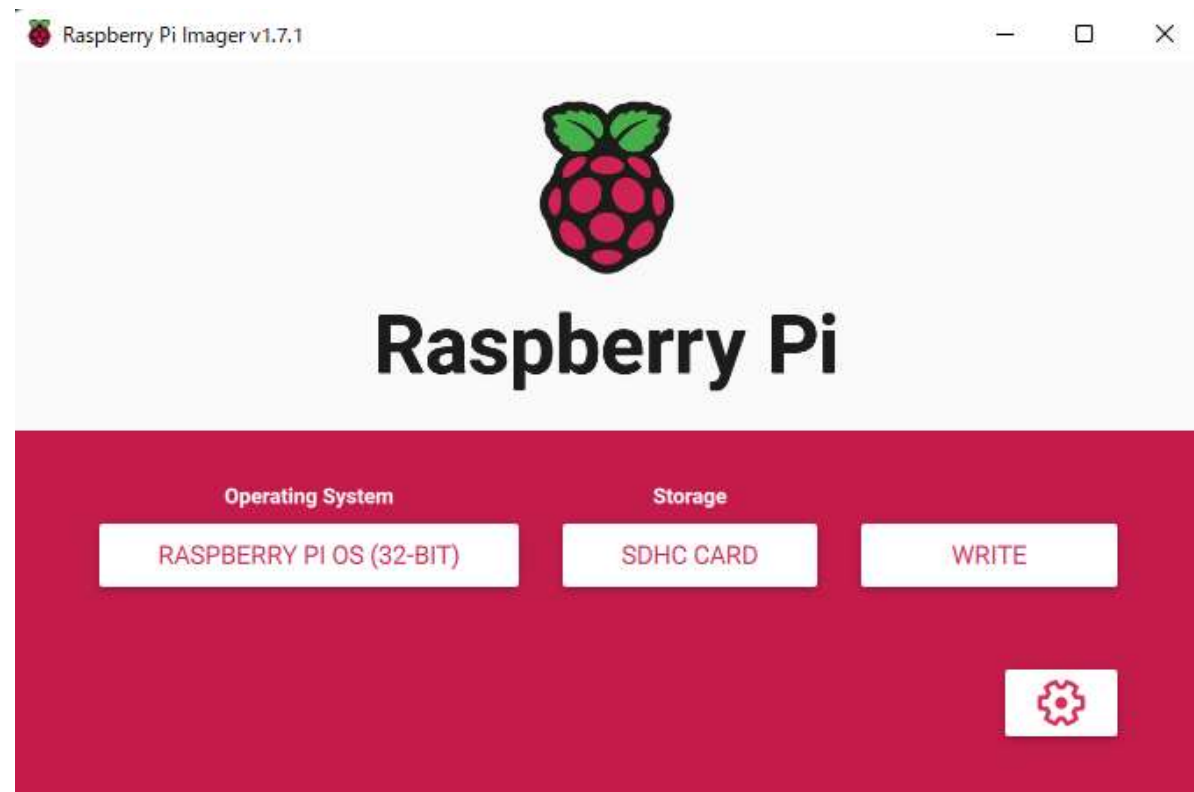 Raspberry Pi Imager v1.7.1
Raspberry Pi
Operating System
Storage
RASPBERRY PI OS (32-BIT)
SDHC CARD
WRITE